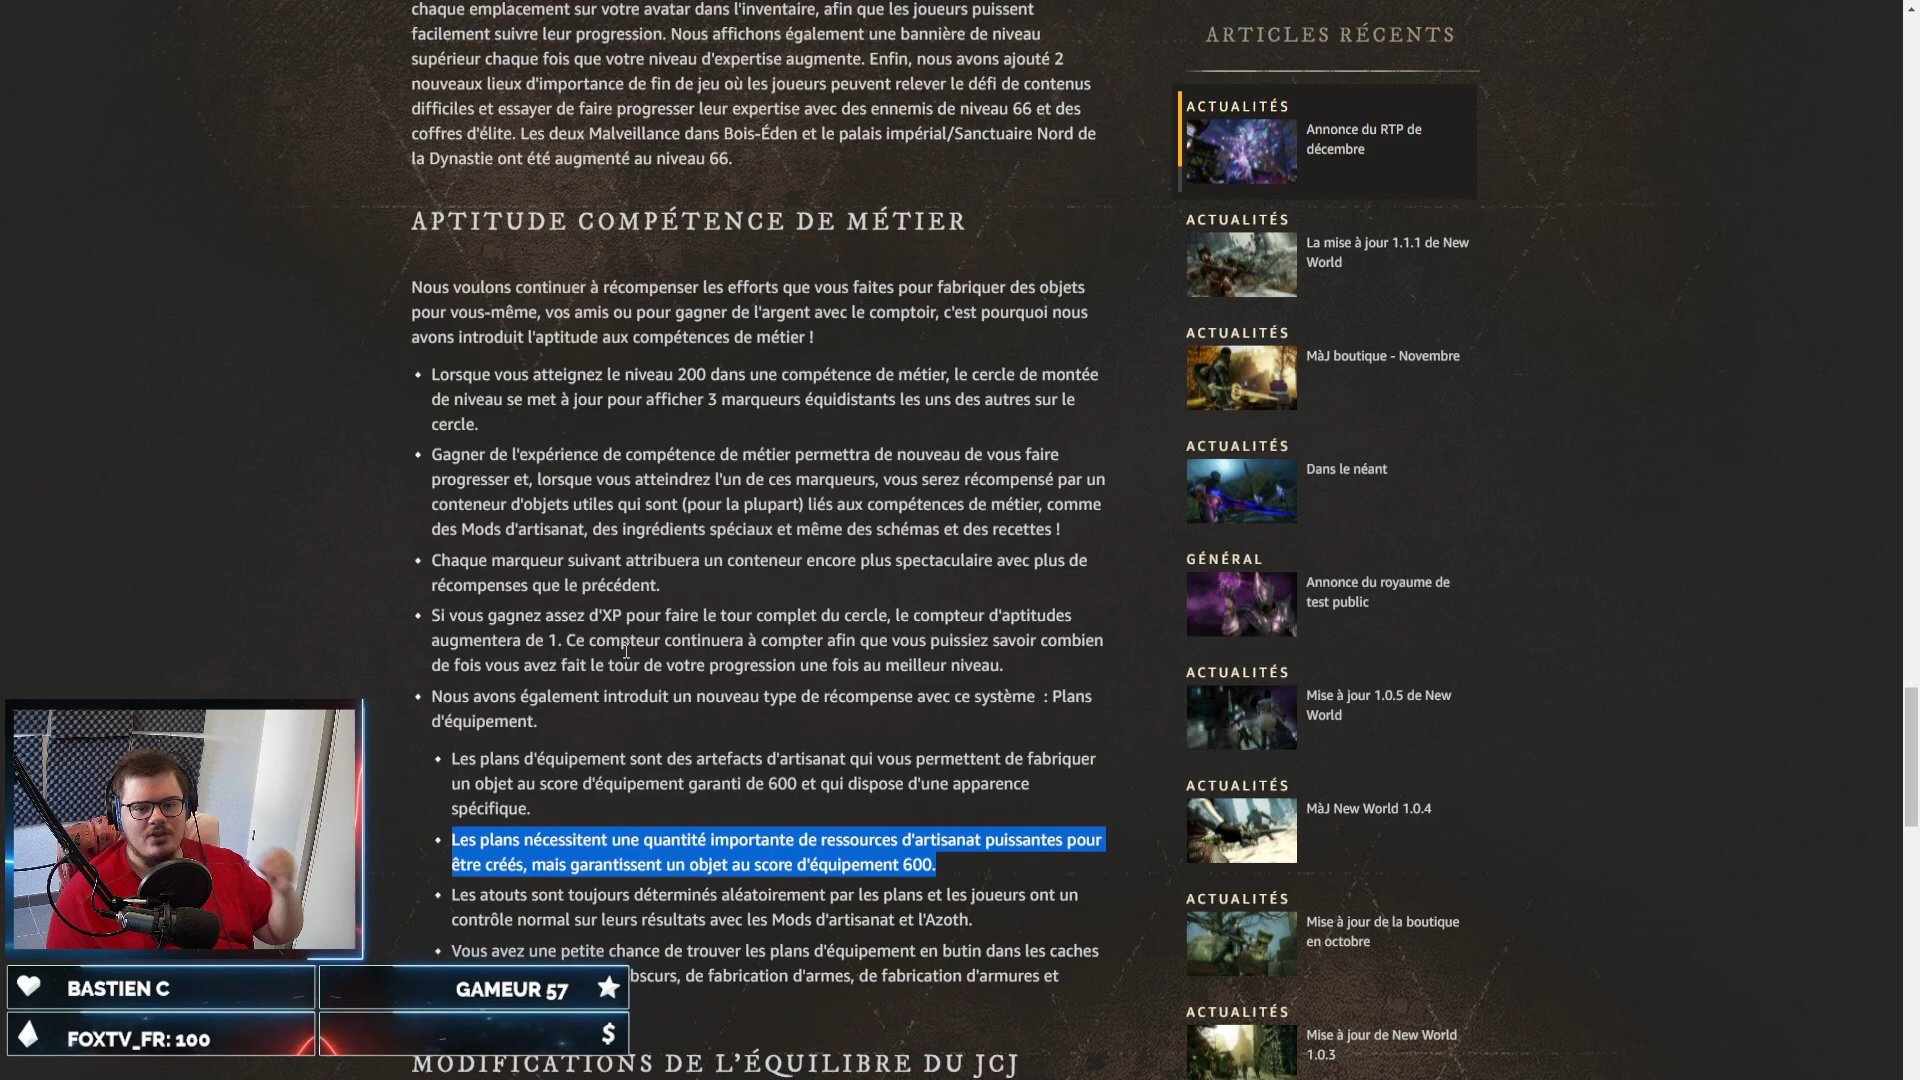 chaque emplacement sur votre avatar dans l'inventaire, afin que les joueurs puissent
facilement suivre leur progression. Nous affichons également une bannière de niveau
supérieur chaque fois que votre niveau d'expertise augmente. Enfin, nous avons ajouté 2
nouveaux lieux d'importance de fin de jeu où les joueurs peuvent relever le défi de contenus
difficiles et essayer de faire progresser leur expertise avec des ennemis de niveau 66 et des
coffres d'élite. Les deux Malveillance dans Bois-Éden et le palais impérial/Sanctuaire Nord de
la Dynastie ont été augmenté au niveau 66.
APTITUDE COMPÉTENCE DE MÉTIER
Nous voulons continuer à récompenser les efforts que vous faites pour fabriquer des objets
pour vous-même, vos amis ou pour gagner de l'argent avec le comptoir, c'est pourquoi nous
avons introduit l'aptitude aux compétences de métier !
Lorsque vous atteignez le niveau 200 dans une compétence de métier, le cercle de montée
de niveau se met à jour pour afficher 3 marqueurs équidistants les uns des autres sur le
cercle.
Gagner de l'expérience de compétence de métier permettra de nouveau de vous faire
progresser et, lorsque vous atteindrez l'un de ces marqueurs, vous serez récompensé par un
conteneur d'objets utiles qui sont (pour la plupart) liés aux compétences de métier, comme
des Mods d'artisanat, des ingrédients spéciaux et même des schémas et des recettes !
Chaque marqueur suivant attribuera un conteneur encore plus spectaculaire avec plus de
récompenses que le précédent.
Si vous gagnez assez d'XP pour faire le tour complet du cercle, le compteur d'aptitudes
augmentera de 1. Ce compteur continuera à compter afin que vous puissiez savoir combien
de fois vous avez fait le tour de votre progression une fois au meilleur niveau.
Nous avons également introduit un nouveau type de récompense avec ce système : Plans
d'équipement.
Les plans d'équipement sont des artefacts d'artisanat qui vous permettent de fabriquer
un objet au score d'équipement garanti de 600 et qui dispose d'une apparence
spécifique.
Les plans nécessitent une quantité importante de ressources d'artisanat puissantes pour
être créés, mais garantissent un objet au score d'équipement 600.
Les atouts sont toujours déterminés aléatoirement par les plans et les joueurs ont un
contrôle normal sur leurs résultats avec les Mods d'artisanat et l'Azoth.
Vous avez une petite chance de trouver les plans d'équipement en butin dans les caches
bscurs, de fabrication d'armes, de fabrication d'armures et
MODIFICATIONS DE L'ÉQUILIBRE DU JCJ
ARTICLES RÉCENTS
ACTUALITÉS
Annonce du RTP de
décembre
ACTUALITÉS
La mise à jour 1.1.1 de New
World
ACTUALITÉS
MàJ boutique - Novembre
ACTUALITÉS
Dans le néant
GÉNÉRAL
Annonce du royaume de
test public
ACTUALITÉS
Mise à jour 1.0.5 de New
World
ACTUALITÉS
MàJ New World 1.0.4
ACTUALITÉS
Mise à jour de la boutique
en octobre
ACTUALITÉS
Mise à jour de New World
1.0.3
BASTIEN C
GAMEUR 57
FOXTV_FR: 100
$